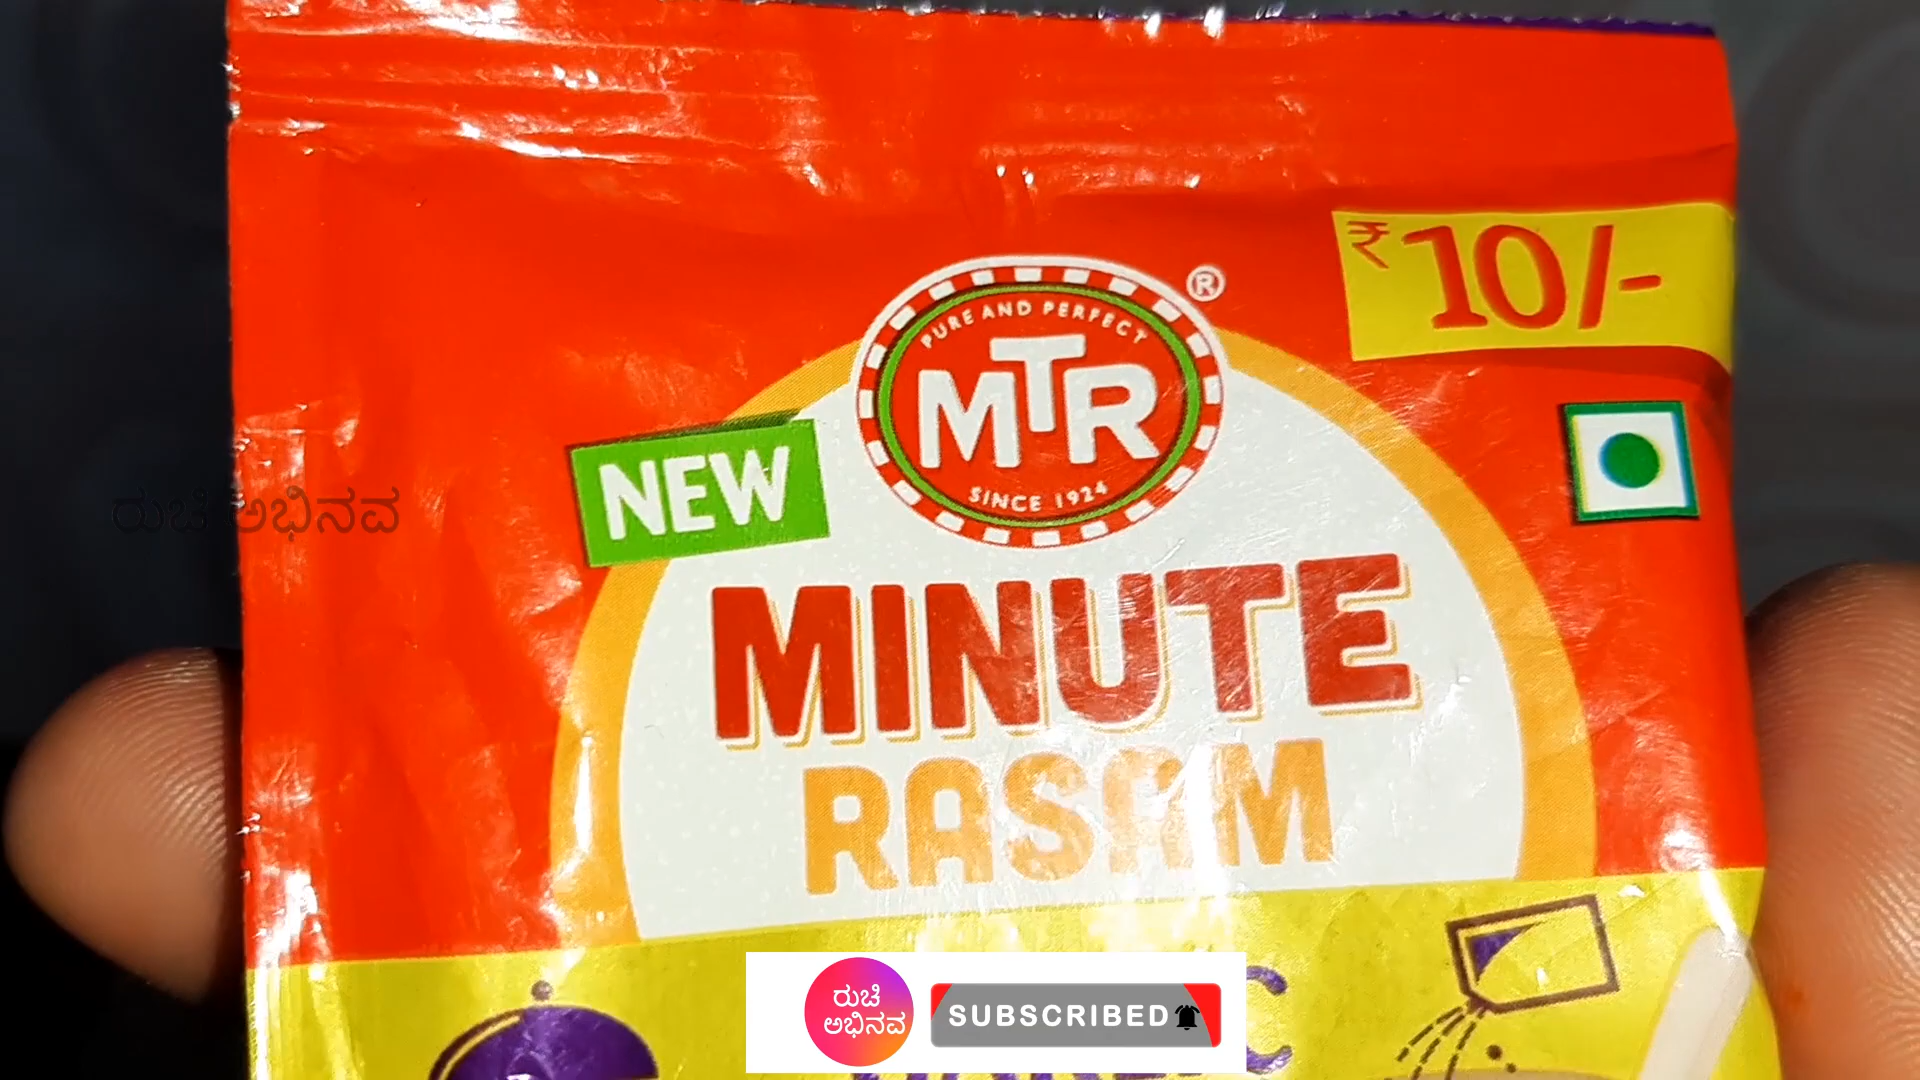 ₹10/-
PURE AND PERFECT
MTR
®
SINCE 1924
NEW
ರುಚಿ ಅಭಿನವ
MINUTE
RASAM
ರುಚಿ
ಅಭಿನವ
SUBSCRIBED